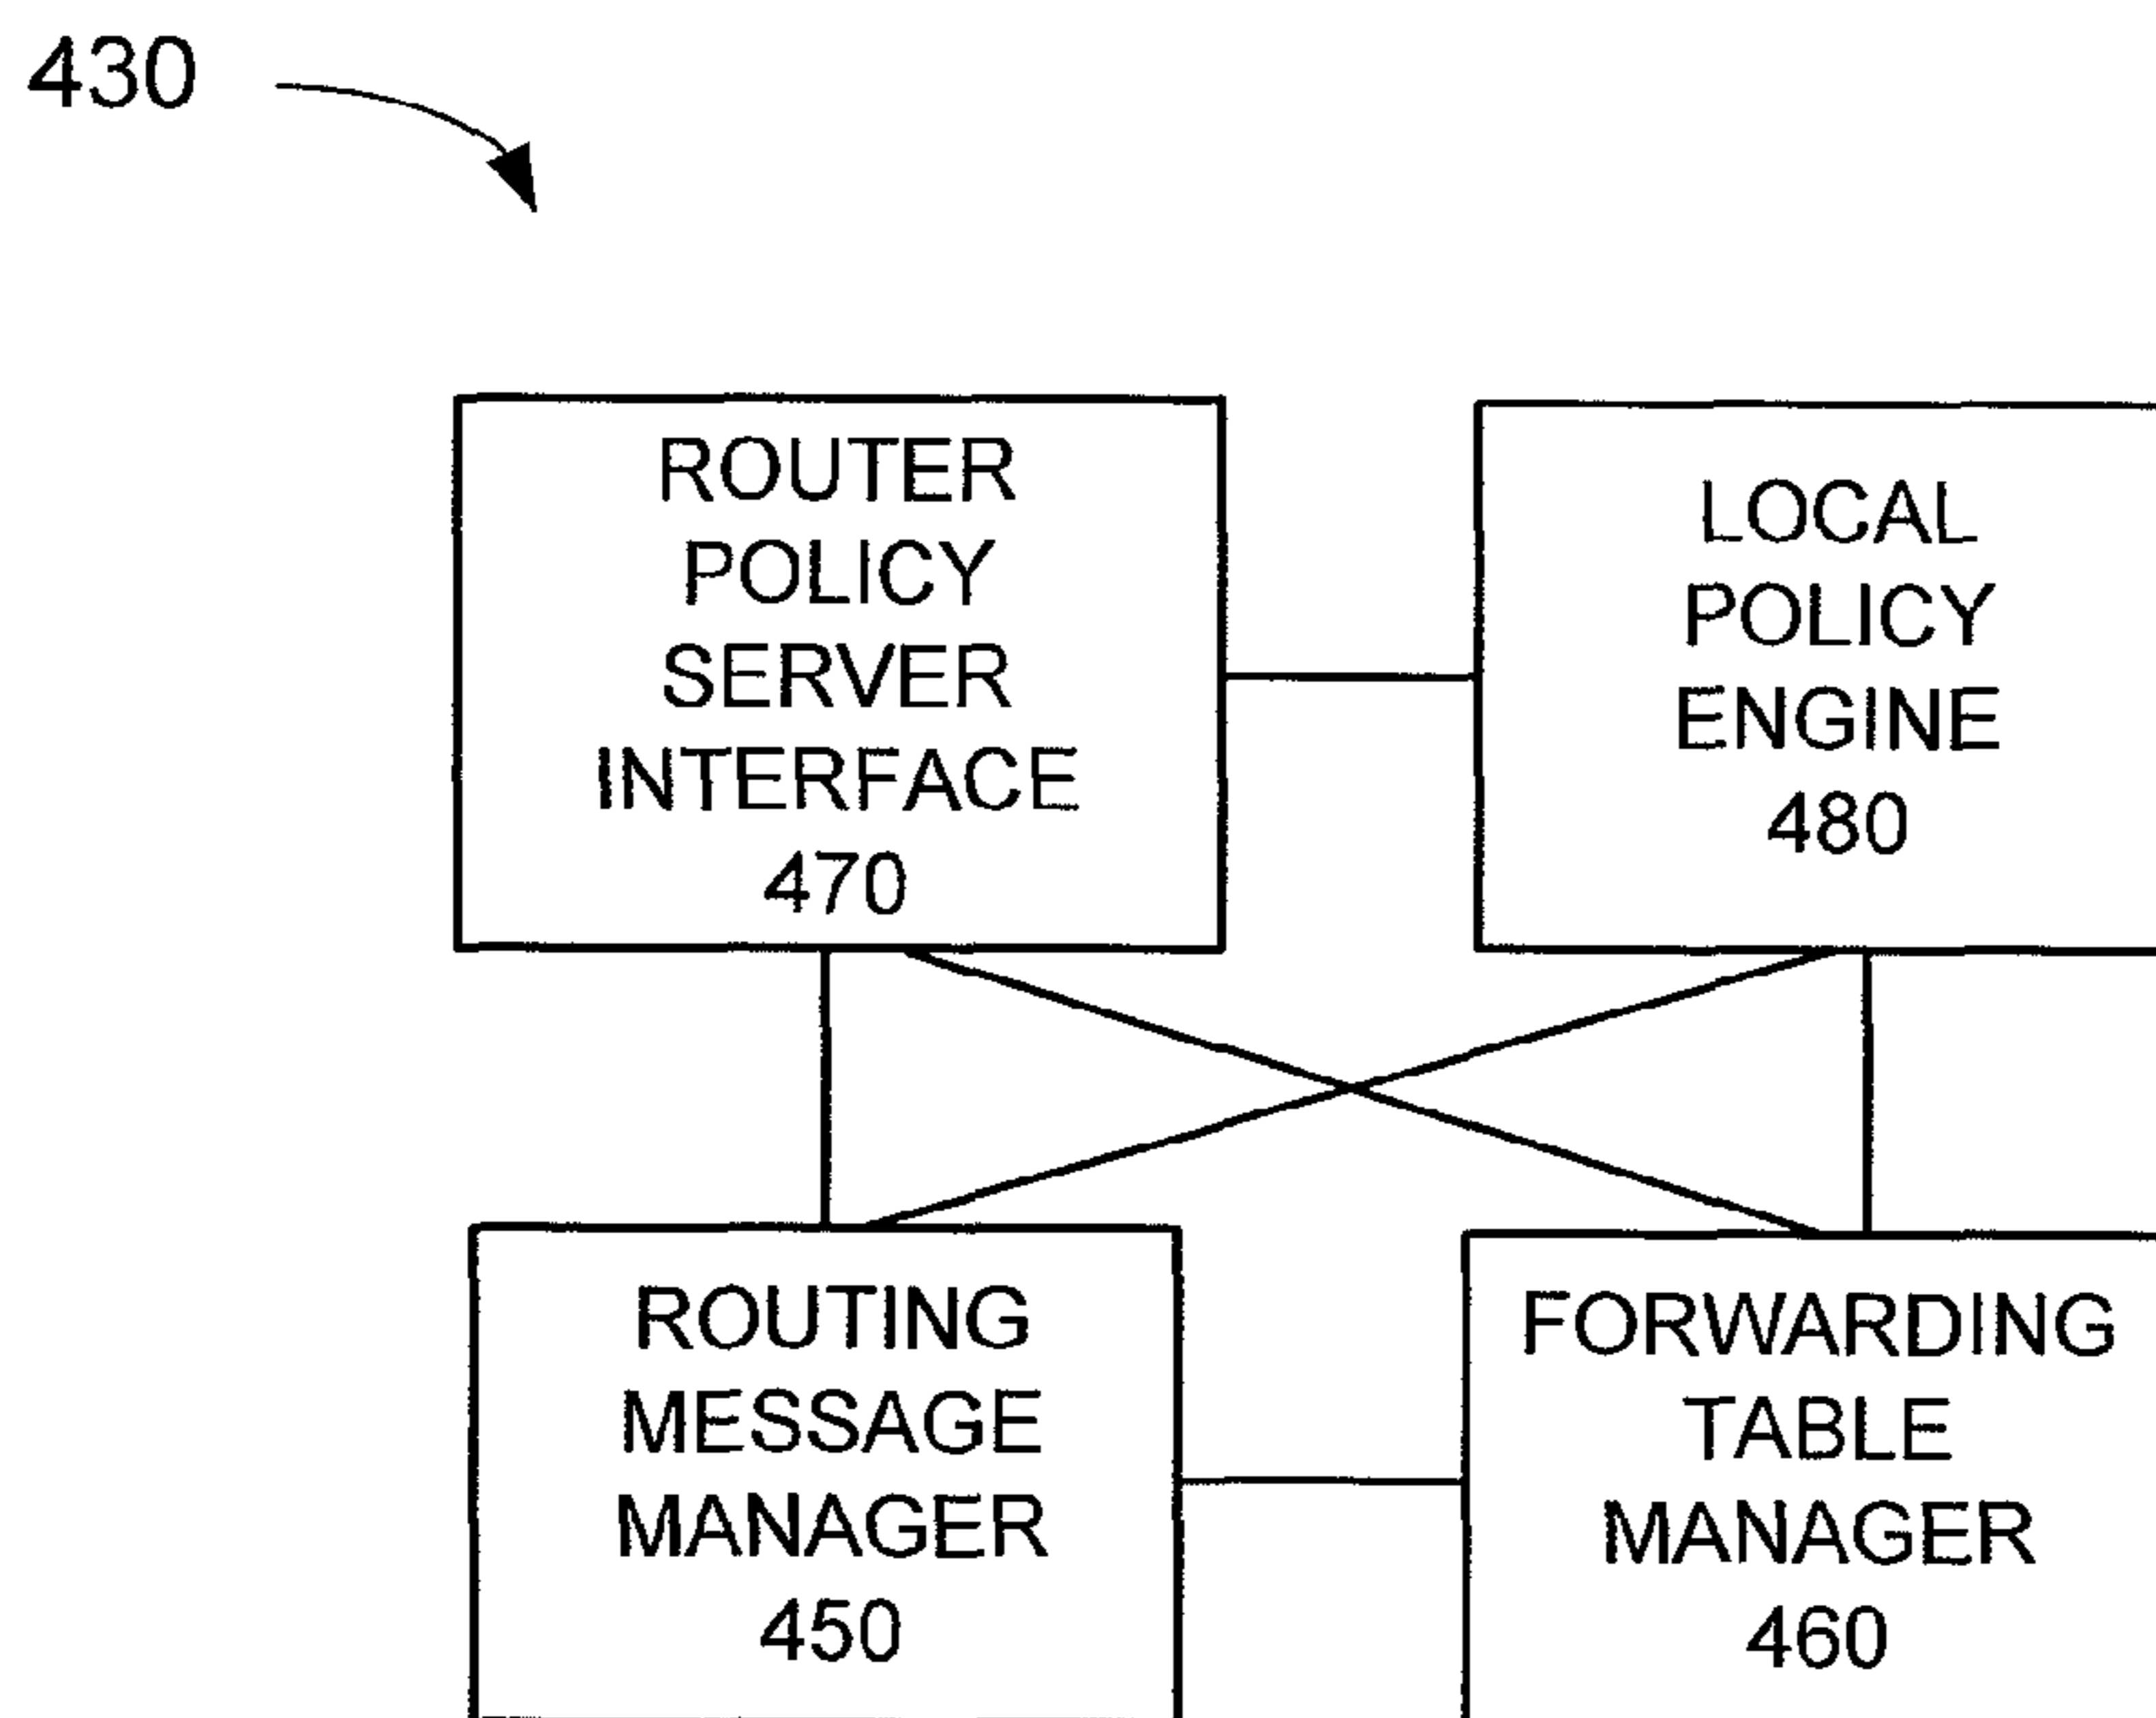 430
ROUTER
POLICY
SERVER
INTERFACE
470
LOCAL
POLICY
ENGINE
480
ROUTING
MESSAGE
MANAGER
450
FORWARDING
TABLE
MANAGER
460